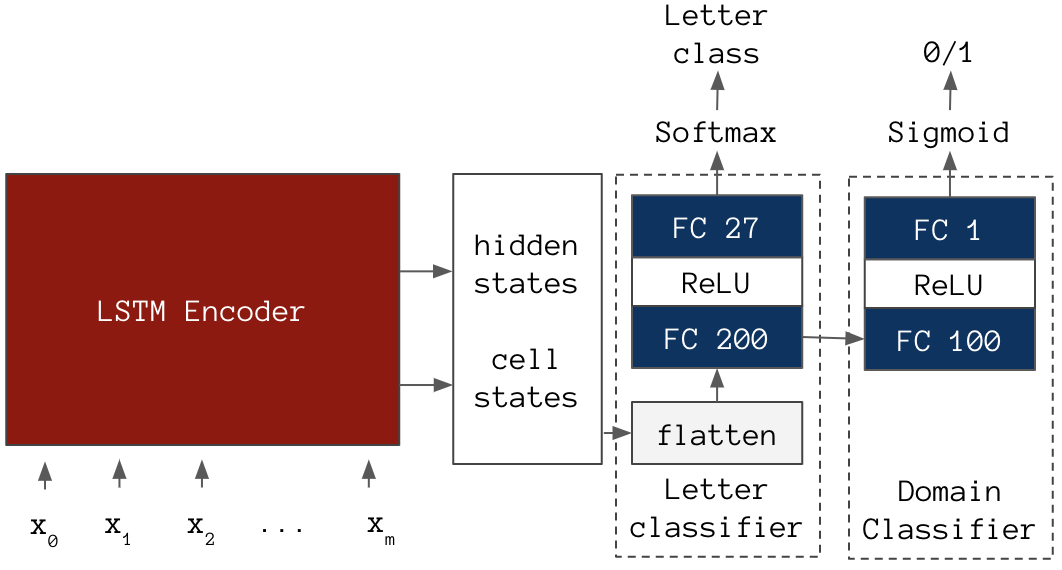 Letter
class
0/1
Softmax
Sigmoid
LSTM Encoder
hidden
states
cell
states
FC 27
ReLU
FC 200
flatten
Letter
classifier
FC 1
ReLU
FC 100
Domain
Classifier
x0 x1 x2 ... xm